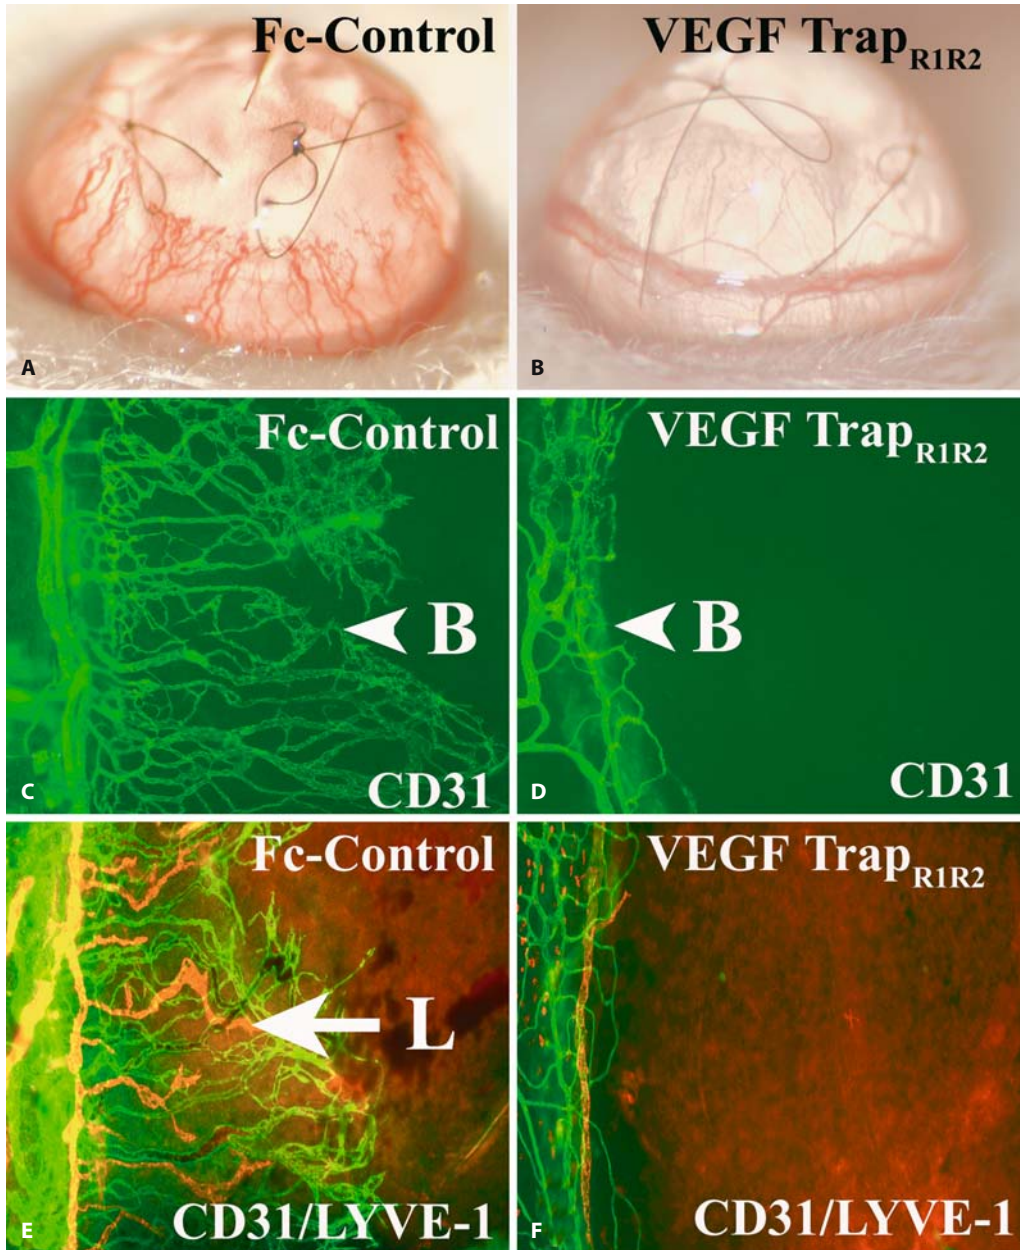 Fc-Control
A
VEGF Trap R1R2
B
Fc-Control
B
C
CD31
VEGF Trap R1R2
B
D
CD31
Fc-Control
L
E
CD31/LYVE-1
VEGF Trap R1R2
F
CD31/LYVE-1